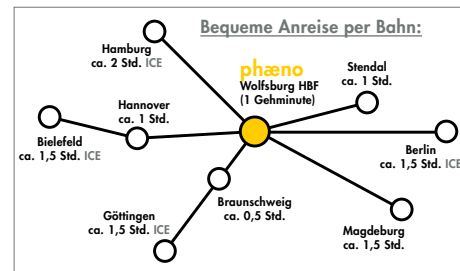 Bequeme Anreise per Bahn:
Hamburg
ca. 2 Std. ICE
phæno
Wolfsburg HBF
(1 Gehminute)
Stendal
ca. 1 Std.
Hannover
ca. 1 Std.
Bielefeld
ca. 1,5 Std. ICE
Berlin
ca. 1,5 Std. ICE
Braunschweig
ca. 0,5 Std.
Göttingen
ca. 1,5 Std. ICE
Magdeburg
ca. 1,5 Std.